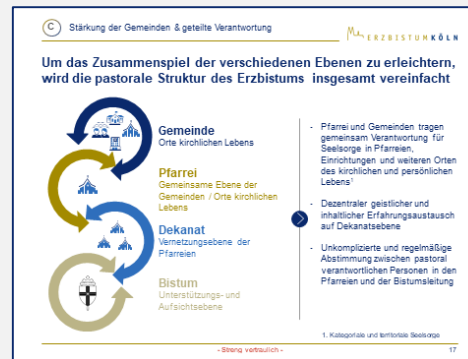 C Stärkung der Gemeinden & geteilte Verantwortung
ERZBISTUM KÖLN
Um das Zusammenspiel der verschiedenen Ebenen zu erleichtern,
wird die pastorale Struktur des Erzbistums insgesamt vereinfacht
Gemeinde
Orte kirchlichen Lebens
Pfarrei
Gemeinsame Ebene der
Gemeinden / Orte kirchlichen
Lebens
Dekanat
Vernetzungsebene der
Pfarreien
Bistum
Unterstützungs- und
Aufsichtsebene
- Pfarrei und Gemeinden tragen
gemeinsam Verantwortung für
Seelsorge in Pfarreien,
Einrichtungen und weiteren Orten
des kirchlichen und persönlichen
Lebens¹
- Dezentraler geistlicher und
inhaltlicher Erfahrungsaustausch
auf Dekanatsebene
- Unkomplizierte und regelmäßige
Abstimmung zwischen pastoral
verantwortlichen Personen in den
Pfarreien und der Bistumsleitung
1. Kategoriale und territoriale Seelsorge
- Streng vertraulich -
17